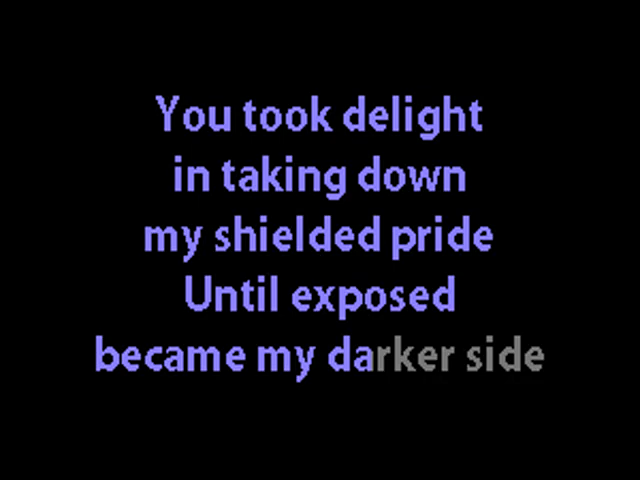 You took delight
in taking down
my shielded pride
Until exposed
became my darker side